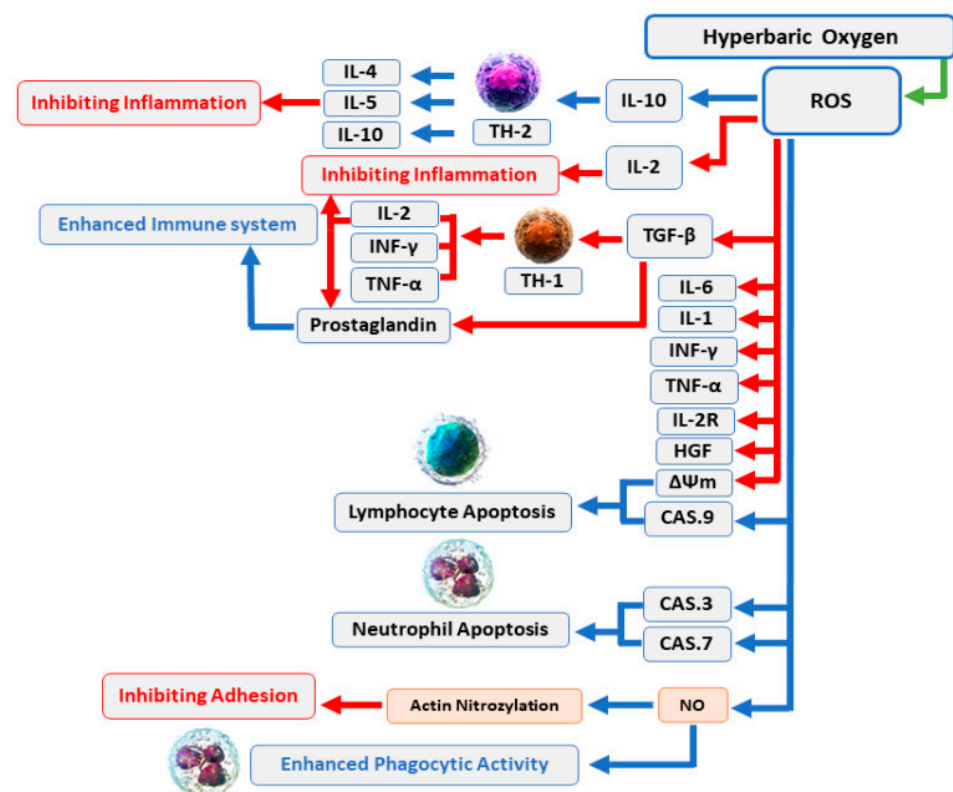 Hyperbaric Oxygen
ROS
IL-10
TH-2
IL-4
IL-5
IL-10
Inhibiting Inflammation
IL-2
Inhibiting Inflammation
Enhanced Immune system
IL-2
INF-γ
TNF-α
TH-1
TGF-β
Prostaglandin
IL-6
IL-1
INF-γ
TNF-α
IL-2R
HGF
ΔΨm
CAS.9
Lymphocyte Apoptosis
CAS.3
CAS.7
Neutrophil Apoptosis
NO
Actin Nitrozylation
Inhibiting Adhesion
Enhanced Phagocytic Activity